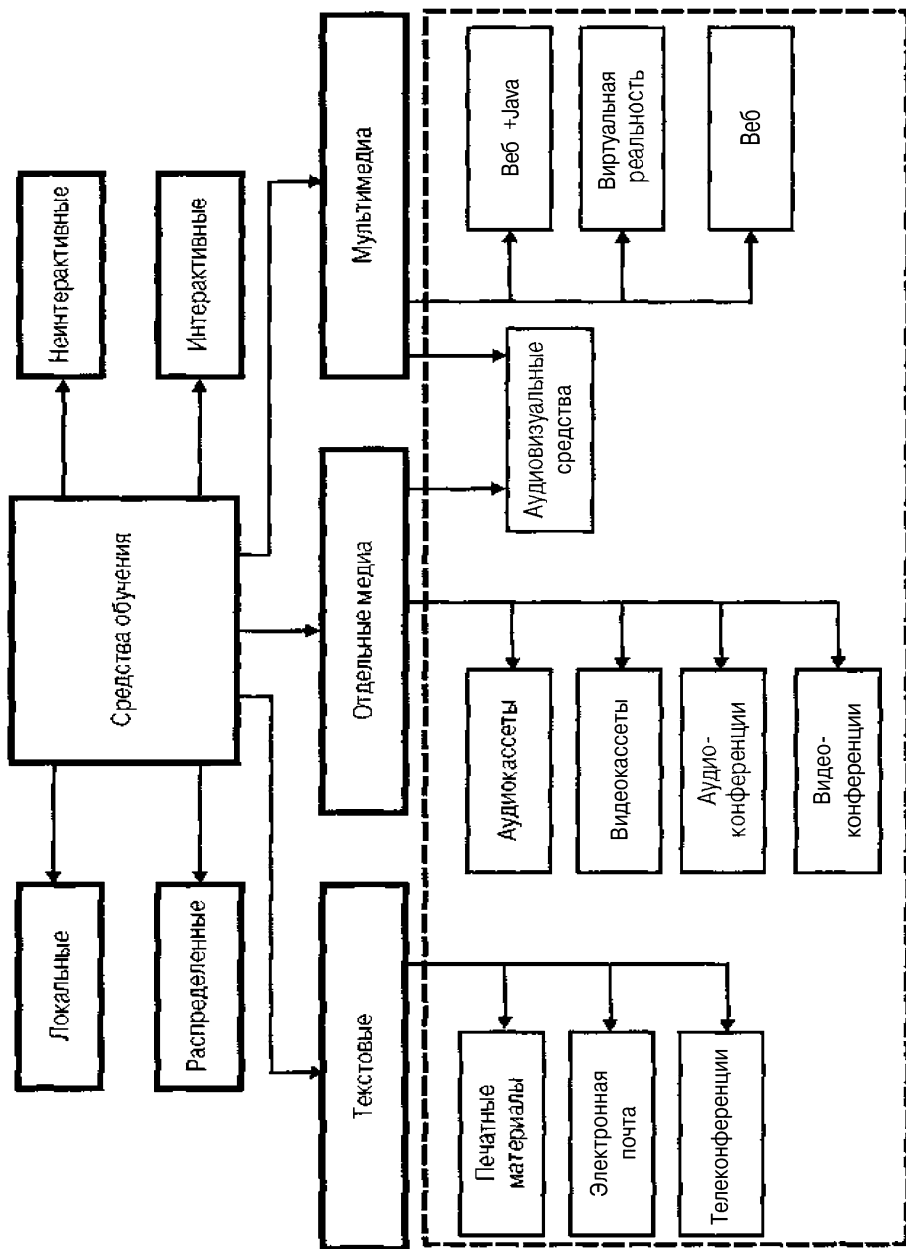 Средства обучения
Локальные
Неинтерактивные
Распределенные
Интерактивные
Текстовые
Отдельные медиа
Мультимедиа
Печатные
материалы
Электронная
почта
Телеконференции
Аудиокассеты
Видеокассеты
Аудио-
конференции
Видео-
конференции
Аудиовизуальные
средства
Веб +Java
Виртуальная
реальность
Веб